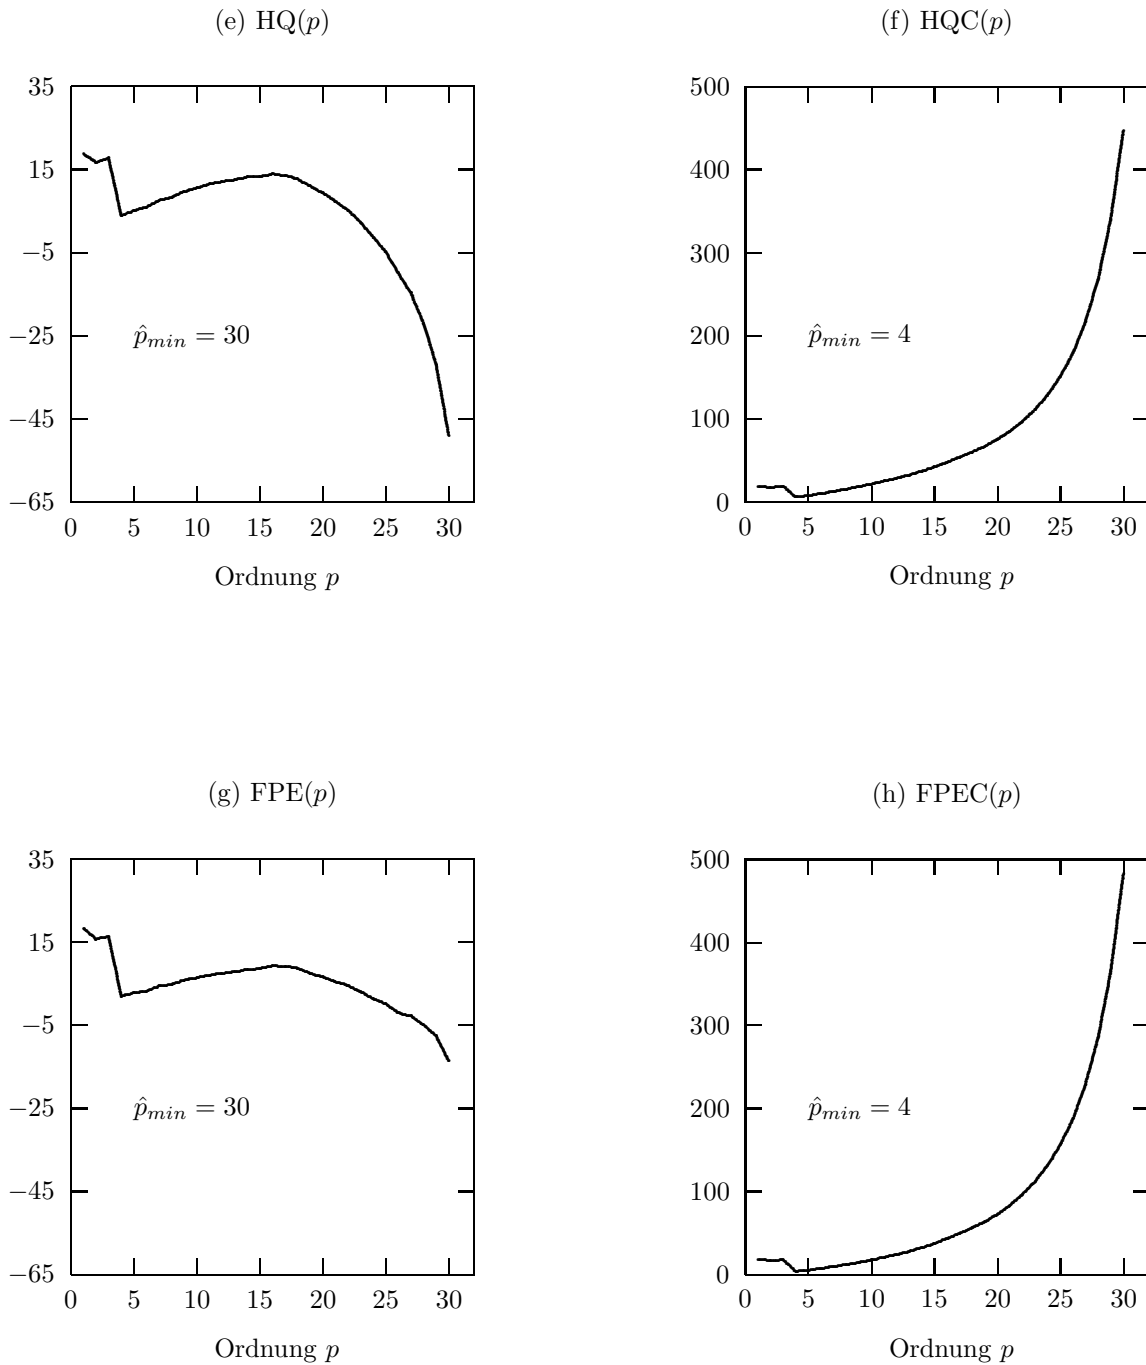 (e) HQ(p)
35
15
−5
−25
−45
−65
p̂min = 30
0 5 10 15 20 25 30
Ordnung p
(f) HQC(p)
500
400
300
200
100
0
p̂min = 4
0 5 10 15 20 25 30
Ordnung p
(g) FPE(p)
35
15
−5
−25
−45
−65
p̂min = 30
0 5 10 15 20 25 30
Ordnung p
(h) FPEC(p)
500
400
300
200
100
0
p̂min = 4
0 5 10 15 20 25 30
Ordnung p